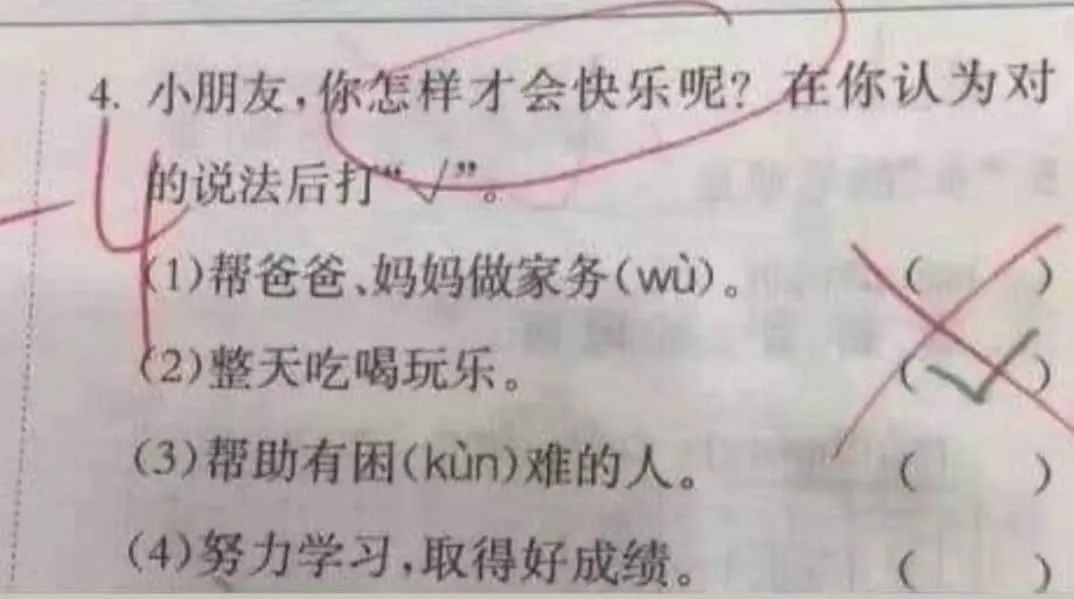 4. 小朋友,你怎样才会快乐呢? 在你认为对
的说法后打“√”。
-4
(1)帮爸爸、妈妈做家务(wù)。 ( )
(2)整天吃喝玩乐。 (√)
(3)帮助有困(kùn)难的人。 ( )
(4)努力学习,取得好成绩。 ( )